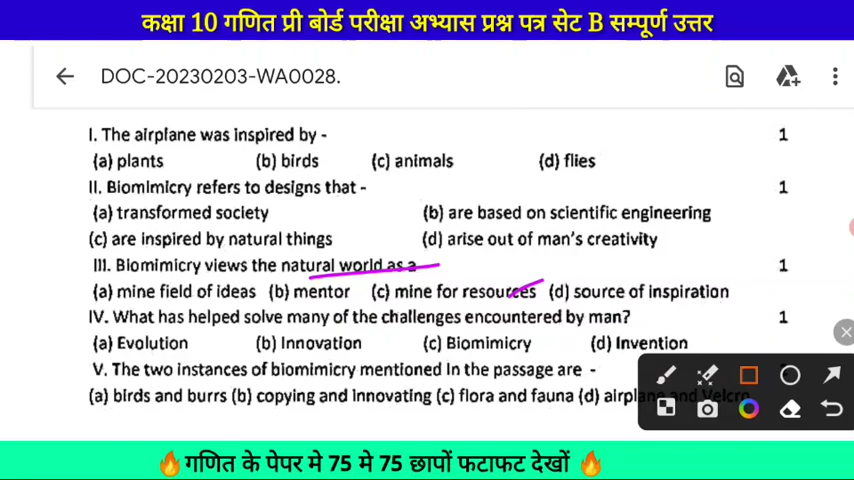 कक्षा 10 गणित प्री बोर्ड परीक्षा अभ्यास प्रश्न पत्र सेट B सम्पूर्ण उत्तर
DOC-20230203-WA0028.
I. The airplane was inspired by - 1
(a) plants (b) birds (c) animals (d) flies
II. Biomimicry refers to designs that - 1
(a) transformed society (b) are based on scientific engineering
(c) are inspired by natural things (d) arise out of man's creativity
III. Biomimicry views the natural world as a 1
(a) mine field of ideas (b) mentor (c) mine for resources (d) source of inspiration
IV. What has helped solve many of the challenges encountered by man? 1
(a) Evolution (b) Innovation (c) Biomimicry (d) Invention
V. The two instances of biomimicry mentioned In the passage are -
(a) birds and burrs (b) copying and innovating (c) flora and fauna (d) airplane and Velcro
🔥गणित के पेपर मे 75 मे 75 छापों फटाफट देखों 🔥